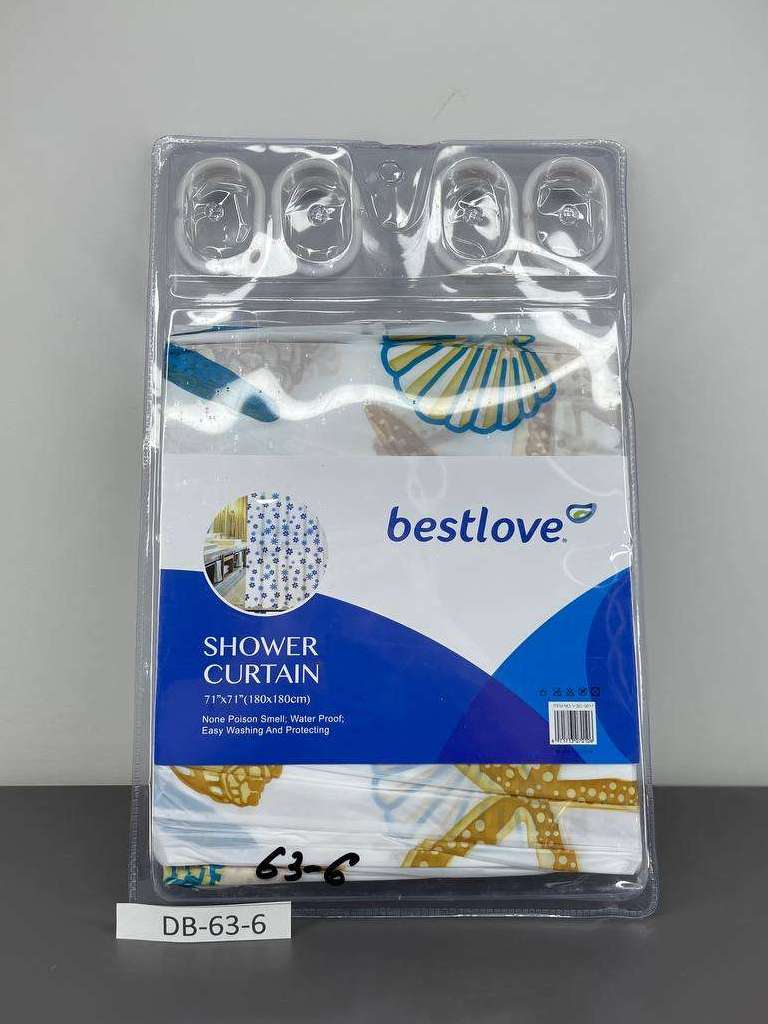 bestlove
SHOWER
CURTAIN
71"x71"(180x180cm)
None Poison Smell; Water Proof;
Easy Washing And Protecting
63-6
DB-63-6